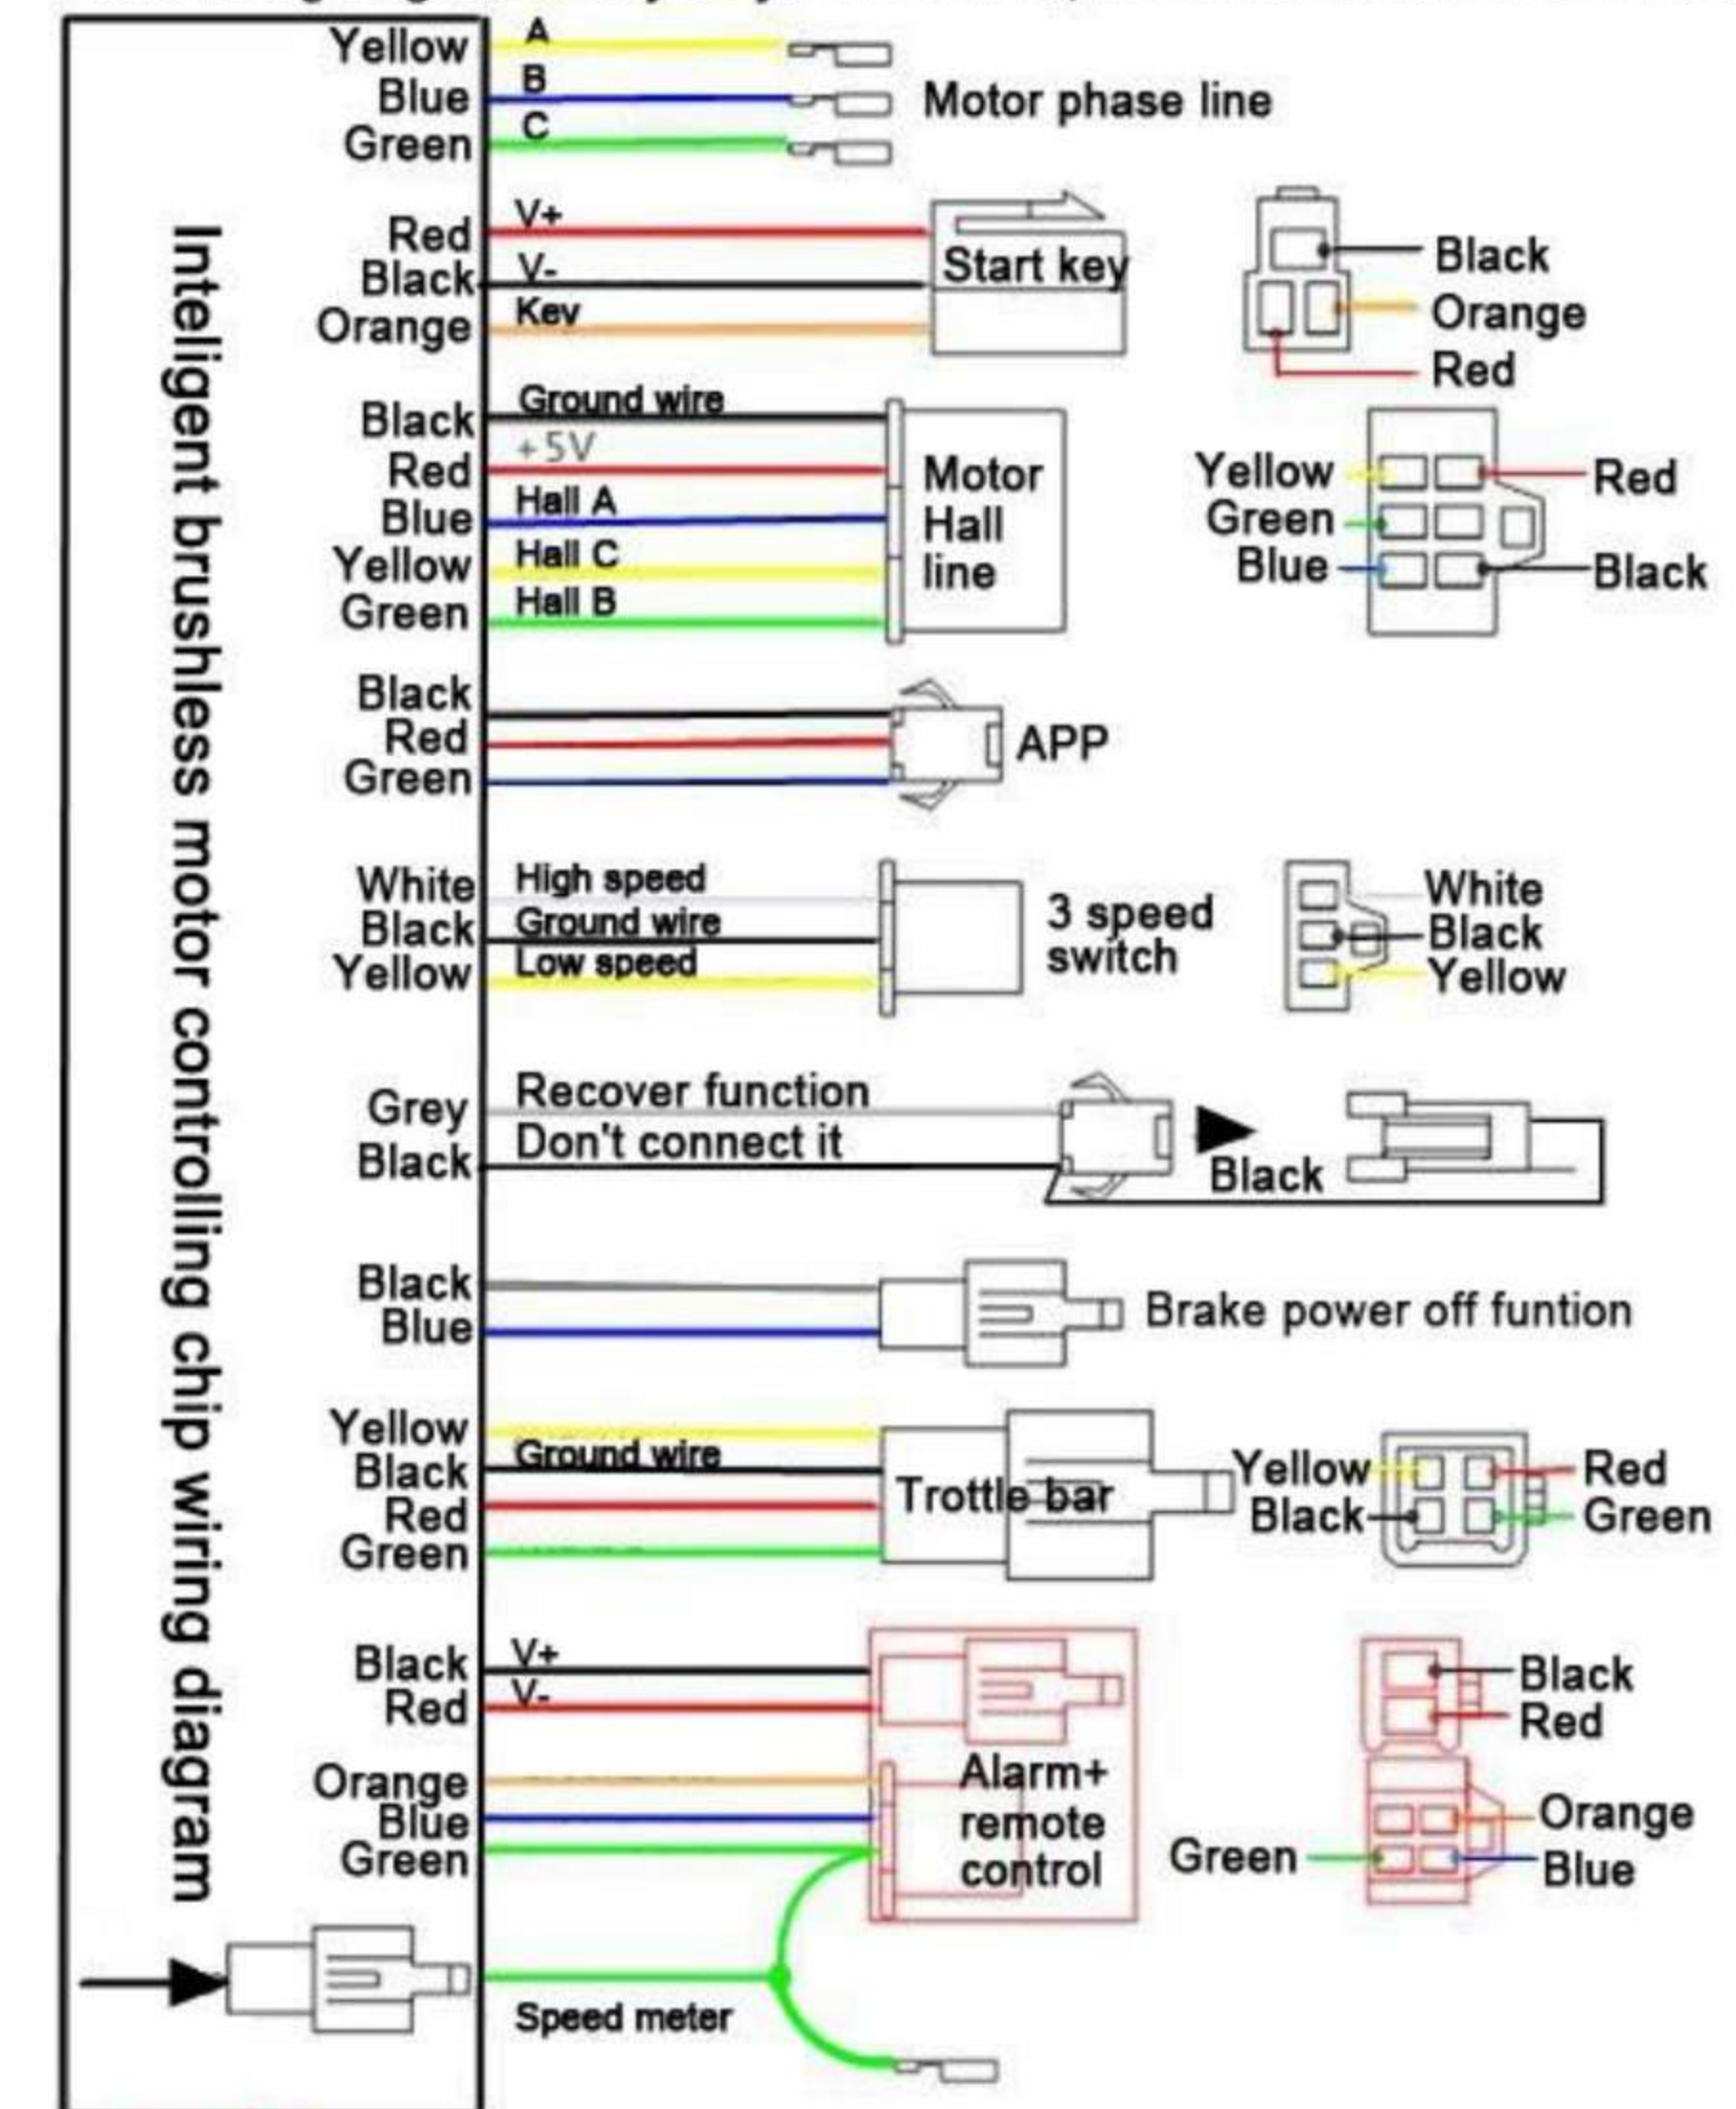 Yellow A
Blue B Motor phase line
Green C
Red V+
Black V-
Orange Kev
Start key
Black
Orange
Red
Black Ground wire
Red +5V
Blue Hall A
Yellow Hall C
Green Hall B
Motor
Hall
line
Yellow Red
Green
Blue Black
Black
Red APP
Green
White High speed
Black Ground wire
Yellow Low speed
3 speed
switch
White
Black
Yellow
Grey Recover function
Black Don't connect it
Black
Black
Blue
Brake power off funtion
Yellow
Black Ground wire
Red
Green
Trottle bar
Yellow Red
Black Green
Black V+
Red V-
Orange
Blue
Green
Alarm+
remote
control
Black
Red
Orange
Green Blue
Speed meter
Inteligent brushless motor controlling chip wiring diagram